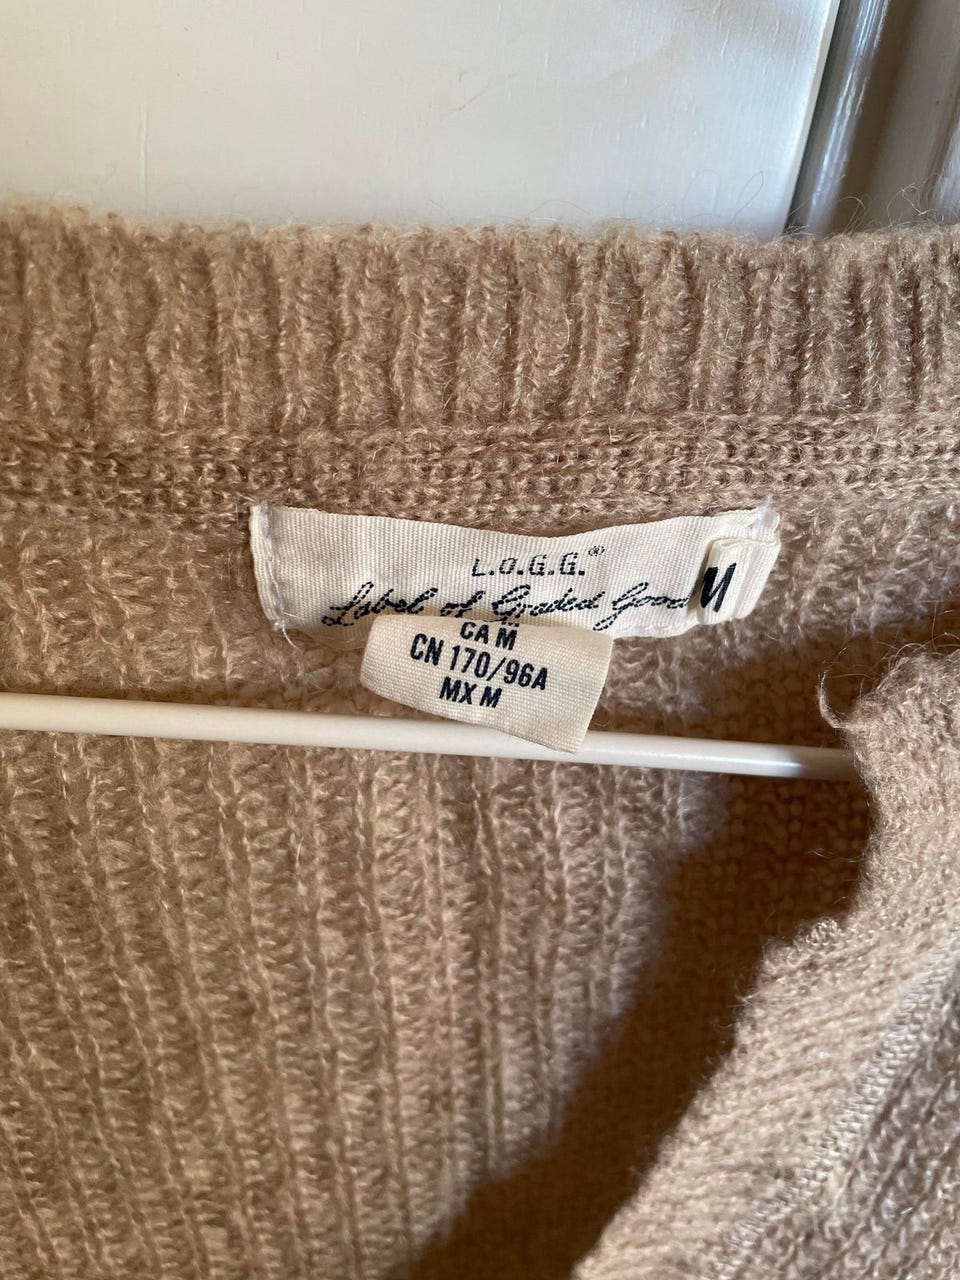 L.O.G.G.®
Label of Graded Goods
M
CA M
CN 170/96A
MX M